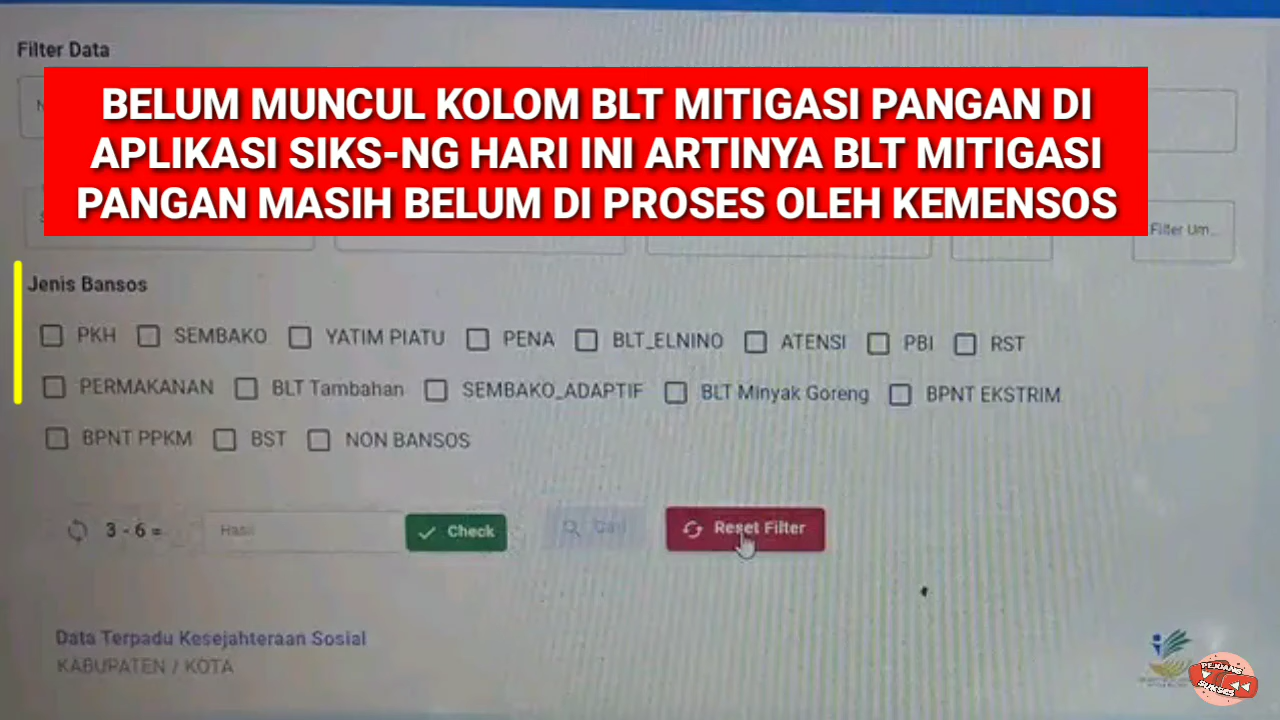 Filter Data
BELUM MUNCUL KOLOM BLT MITIGASI PANGAN DI
APLIKASI SIKS-NG HARI INI ARTINYA BLT MITIGASI
PANGAN MASIH BELUM DI PROSES OLEH KEMENSOS
Filter Um...
Jenis Bansos
PKH SEMBAKO YATIM PIATU PENA BLT_ELNINO ATENSI PBI RST
PERMAKANAN BLT Tambahan SEMBAKO_ADAPTIF BLT Minyak Goreng BPNT EKSTRIM
BPNT PPKM BST NON BANSOS
3 - 6 = Hasil Check Cari Reset Filter
Data Terpadu Kesejahteraan Sosial
KABUPATEN / KOTA
PEJUANG
SUKSES